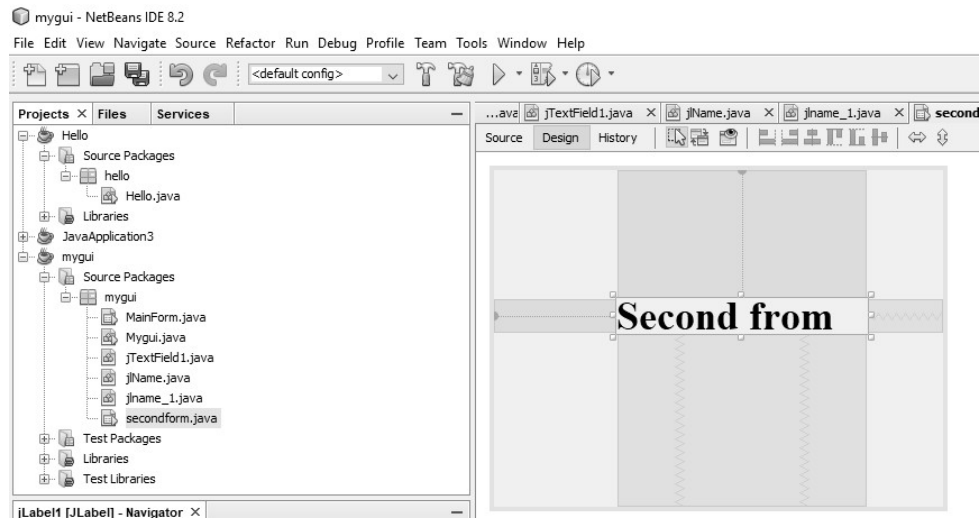 mygui - NetBeans IDE 8.2
File Edit View Navigate Source Refactor Run Debug Profile Team Tools Window Help
<default config>
Projects Files Services
...ava jTextField1.java jlName.java jlname_1.java second
Source Design History
Hello
Source Packages
hello
Hello.java
Libraries
JavaApplication3
mygui
Source Packages
mygui
MainForm.java
Mygui.java
jTextField1.java
jlName.java
jlname_1.java
secondform.java
Test Packages
Libraries
Test Libraries
Second from
jLabel1 [JLabel] - Navigator